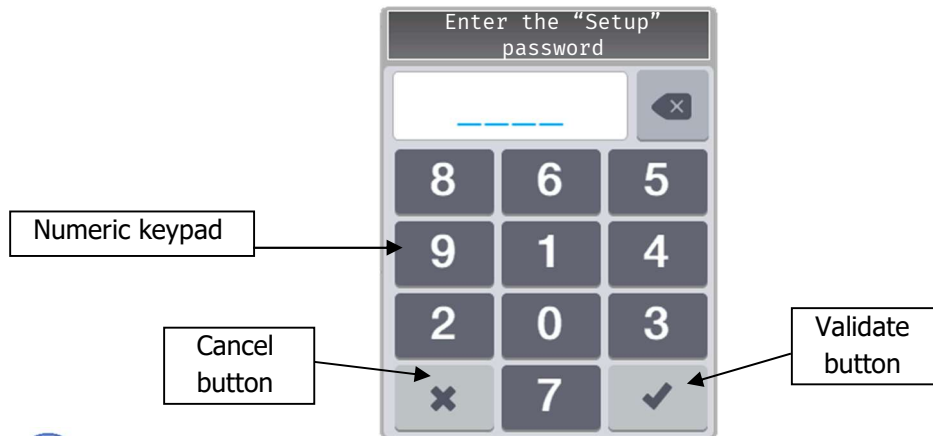 Enter the “Setup”
password
_ _ _ _
8 6 5
Numeric keypad
9 1 4
2 0 3
Cancel
button
Validate
button
7